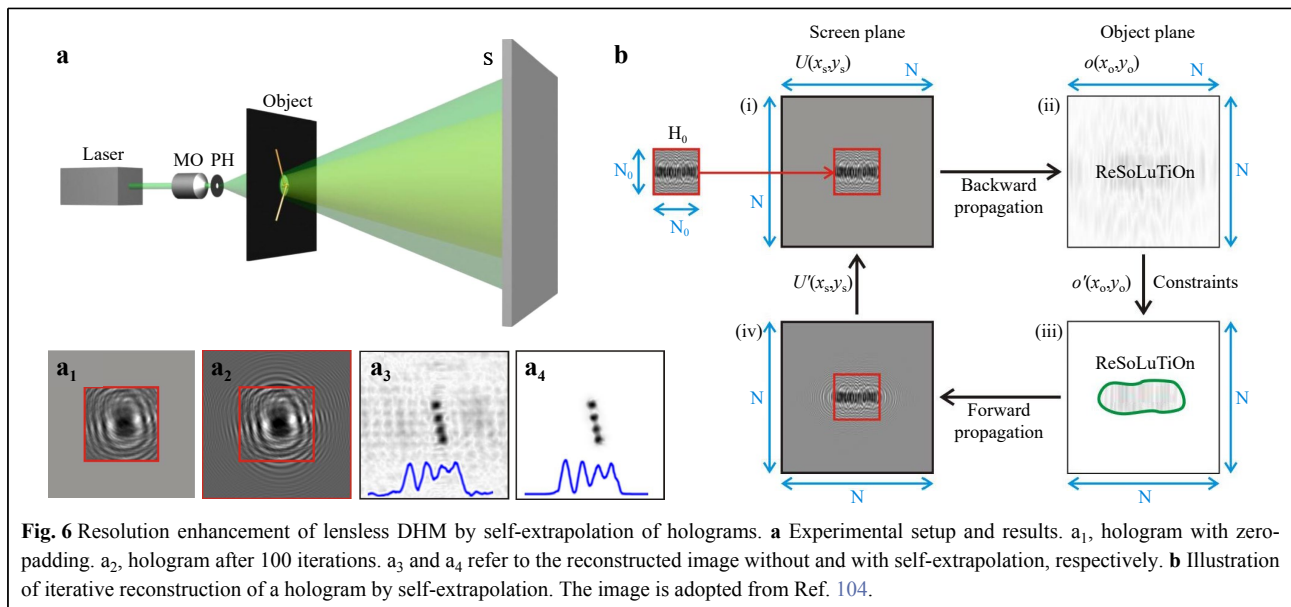 a
S
Object
Laser
MO
PH
a₁
a₂
a₃
a₄
b
Screen plane
Object plane
U(xₛ,yₛ)
o(xₒ,yₒ)
N
N
(i)
(ii)
H₀
N₀
N₀
N
N
ReSoLuTiOn
Backward
propagation
U′(xₛ,yₛ)
o′(xₒ,yₒ)
Constraints
(iv)
(iii)
ReSoLuTiOn
N
N
Forward
propagation
N
N
Fig. 6 Resolution enhancement of lensless DHM by self-extrapolation of holograms. a Experimental setup and results. a₁, hologram with zero-
padding. a₂, hologram after 100 iterations. a₃ and a₄ refer to the reconstructed image without and with self-extrapolation, respectively. b Illustration
of iterative reconstruction of a hologram by self-extrapolation. The image is adopted from Ref. 104.